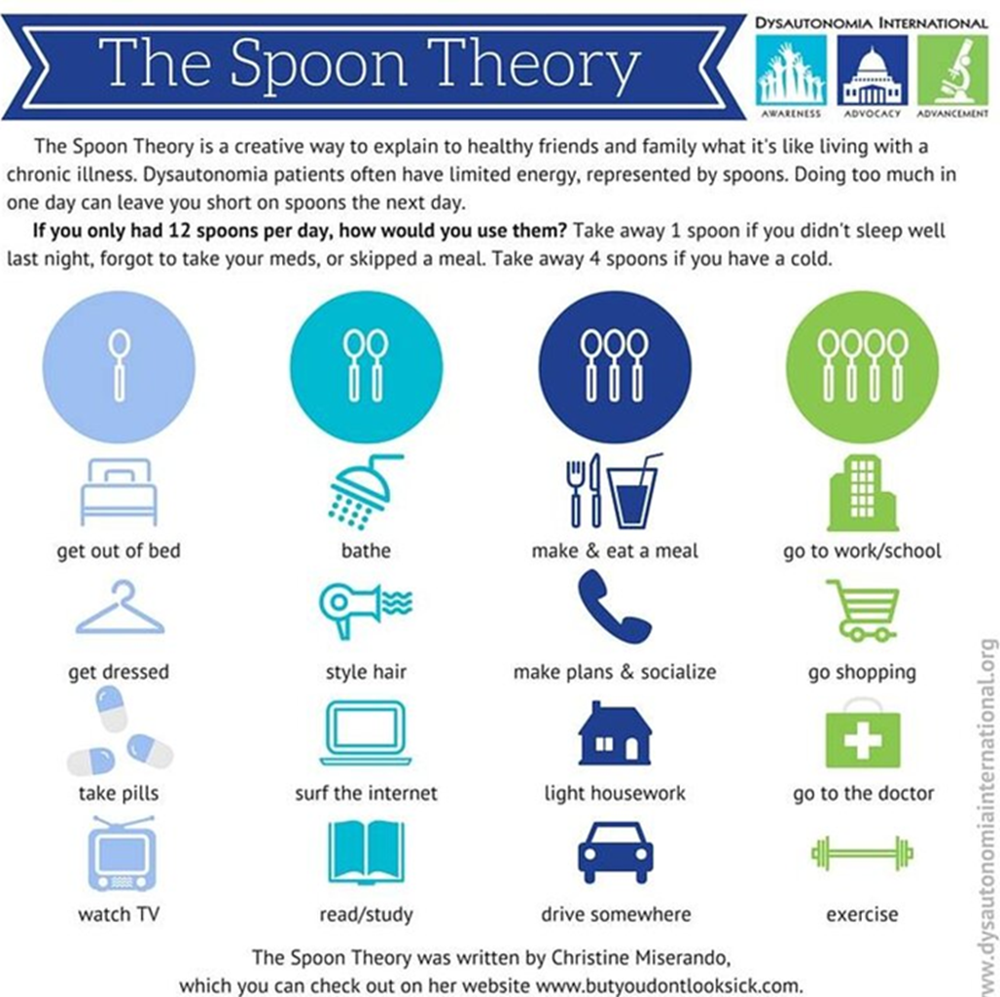 The Spoon Theory
DYSAUTONOMIA INTERNATIONAL
AWARENESS ADVOCACY ADVANCEMENT
The Spoon Theory is a creative way to explain to healthy friends and family what it's like living with a
chronic illness. Dysautonomia patients often have limited energy, represented by spoons. Doing too much in
one day can leave you short on spoons the next day.
If you only had 12 spoons per day, how would you use them? Take away 1 spoon if you didn't sleep well
last night, forgot to take your meds, or skipped a meal. Take away 4 spoons if you have a cold.
get out of bed
bathe
make & eat a meal
go to work/school
get dressed
style hair
make plans & socialize
go shopping
take pills
surf the internet
light housework
go to the doctor
watch TV
read/study
drive somewhere
exercise
The Spoon Theory was written by Christine Miserando,
which you can check out on her website www.butyoudontlooksick.com.
www.dysautonomiainternational.org